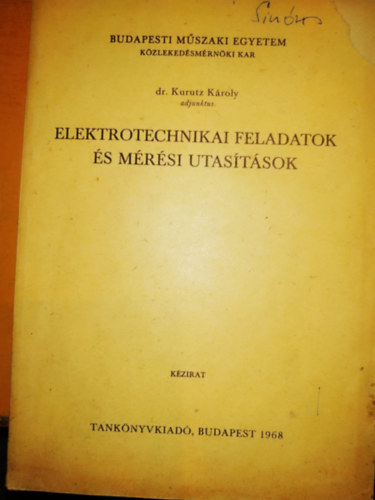 BUDAPESTI MŰSZAKI EGYETEM
KÖZLEKEDÉSMÉRNÖKI KAR
dr. Kurutz Károly
adjunktus
ELEKTROTECHNIKAI FELADATOK
ÉS MÉRÉSI UTASÍTÁSOK
KÉZIRAT
TANKÖNYVKIADÓ, BUDAPEST 1968